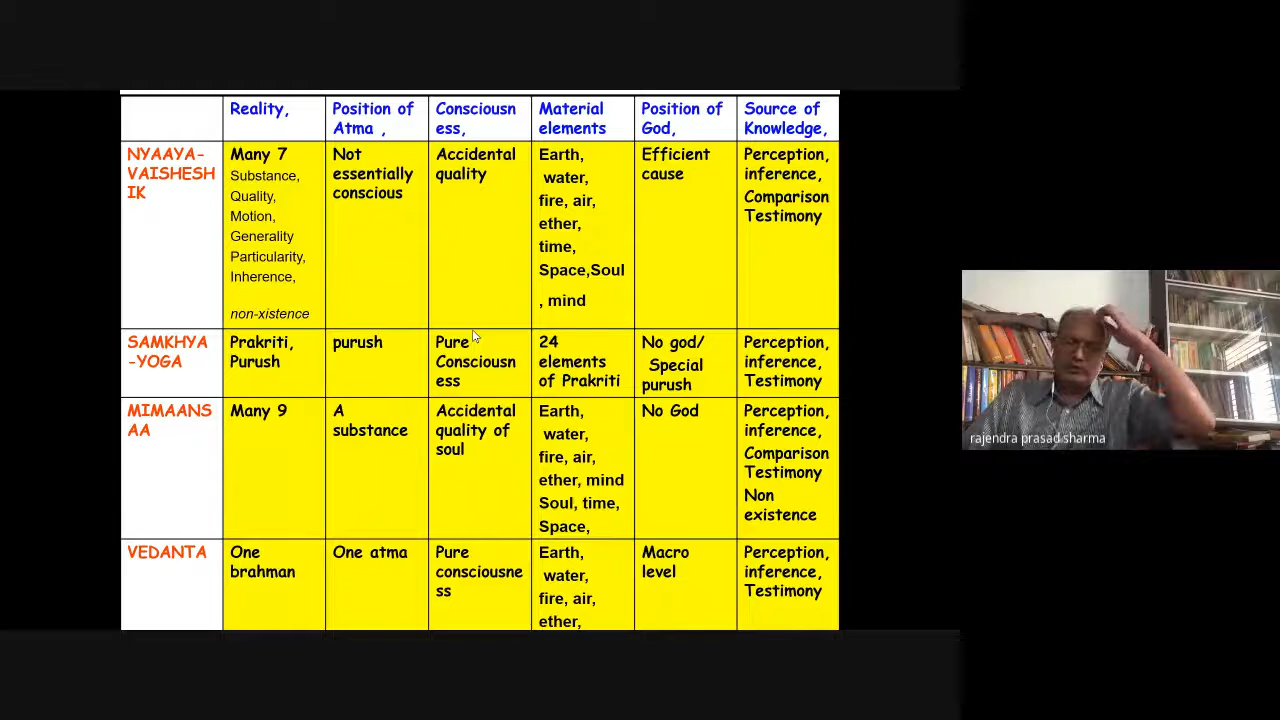 Reality,
Position of
Atma ,
Consciousn
ess,
Material
elements
Position of
God,
Source of
Knowledge,
NYAAYA-
VAISHESH
IK
Many 7
Substance,
Quality,
Motion,
Generality
Particularity,
Inherence,
non-xistence
Not
essentially
conscious
Accidental
quality
Earth,
water,
fire, air,
ether,
time,
Space,Soul
, mind
Efficient
cause
Perception,
inference,
Comparison
Testimony
SAMKHYA
-YOGA
Prakriti,
Purush
purush
Pure
Consciousn
ess
24
elements
of Prakriti
No god/
Special
purush
Perception,
inference,
Testimony
MIMAANS
AA
Many 9
A
substance
Accidental
quality of
soul
Earth,
water,
fire, air,
ether, mind
Soul, time,
Space,
No God
Perception,
inference,
Comparison
Testimony
Non
existence
VEDANTA
One
brahman
One atma
Pure
consciousne
ss
Earth,
water,
fire, air,
ether,
Macro
level
Perception,
inference,
Testimony
rajendra prasad sharma